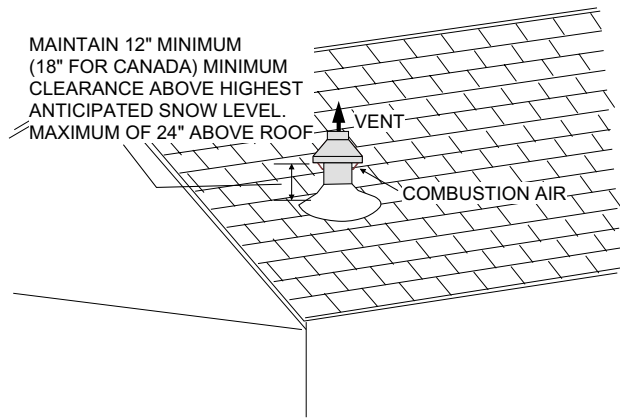 MAINTAIN 12" MINIMUM
(18" FOR CANADA) MINIMUM
CLEARANCE ABOVE HIGHEST
ANTICIPATED SNOW LEVEL.
MAXIMUM OF 24" ABOVE ROOF
VENT
COMBUSTION AIR